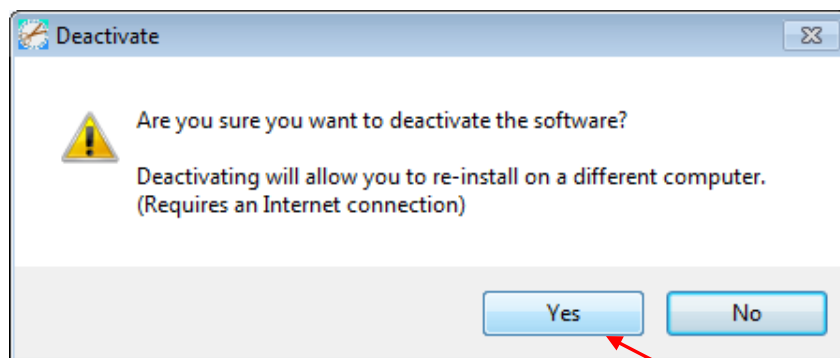 Deactivate
Are you sure you want to deactivate the software?
Deactivating will allow you to re-install on a different computer.
(Requires an Internet connection)
Yes No